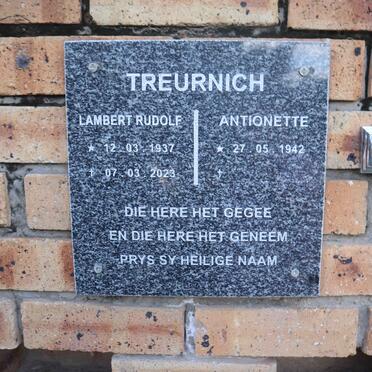 TREURNICH
LAMBERT RUDOLF
★ 12 . 03 . 1937
† 07 . 03 . 2023
ANTIONETTE
★ 27 . 05 . 1942
†
DIE HERE HET GEGEE
EN DIE HERE HET GENEEM
PRYS SY HEILIGE NAAM